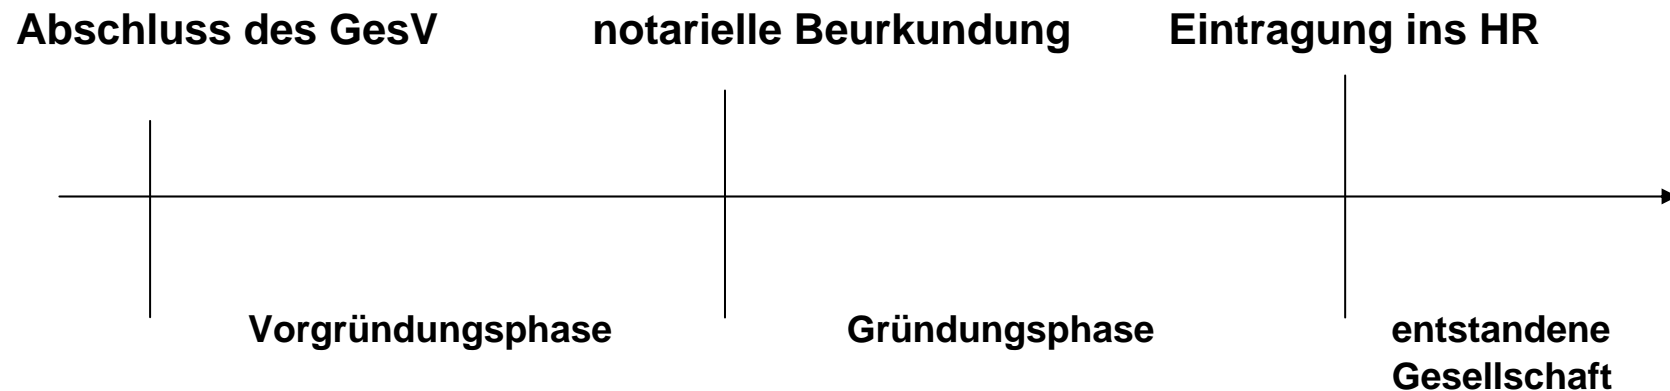 Abschluss des GesV
notarielle Beurkundung
Eintragung ins HR
Vorgründungsphase
Gründungsphase
entstandene
Gesellschaft